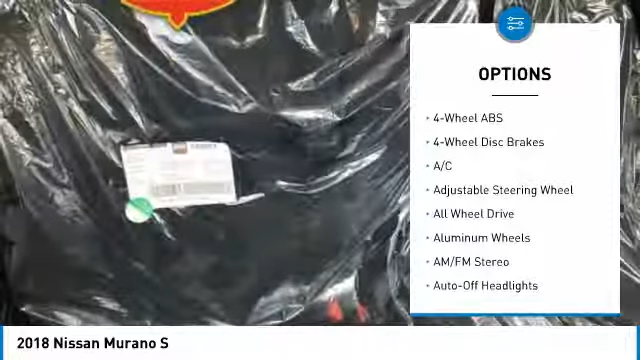 OPTIONS
4-Wheel ABS
4-Wheel Disc Brakes
A/C
Adjustable Steering Wheel
All Wheel Drive
Aluminum Wheels
AM/FM Stereo
Auto-Off Headlights
2018 Nissan Murano S